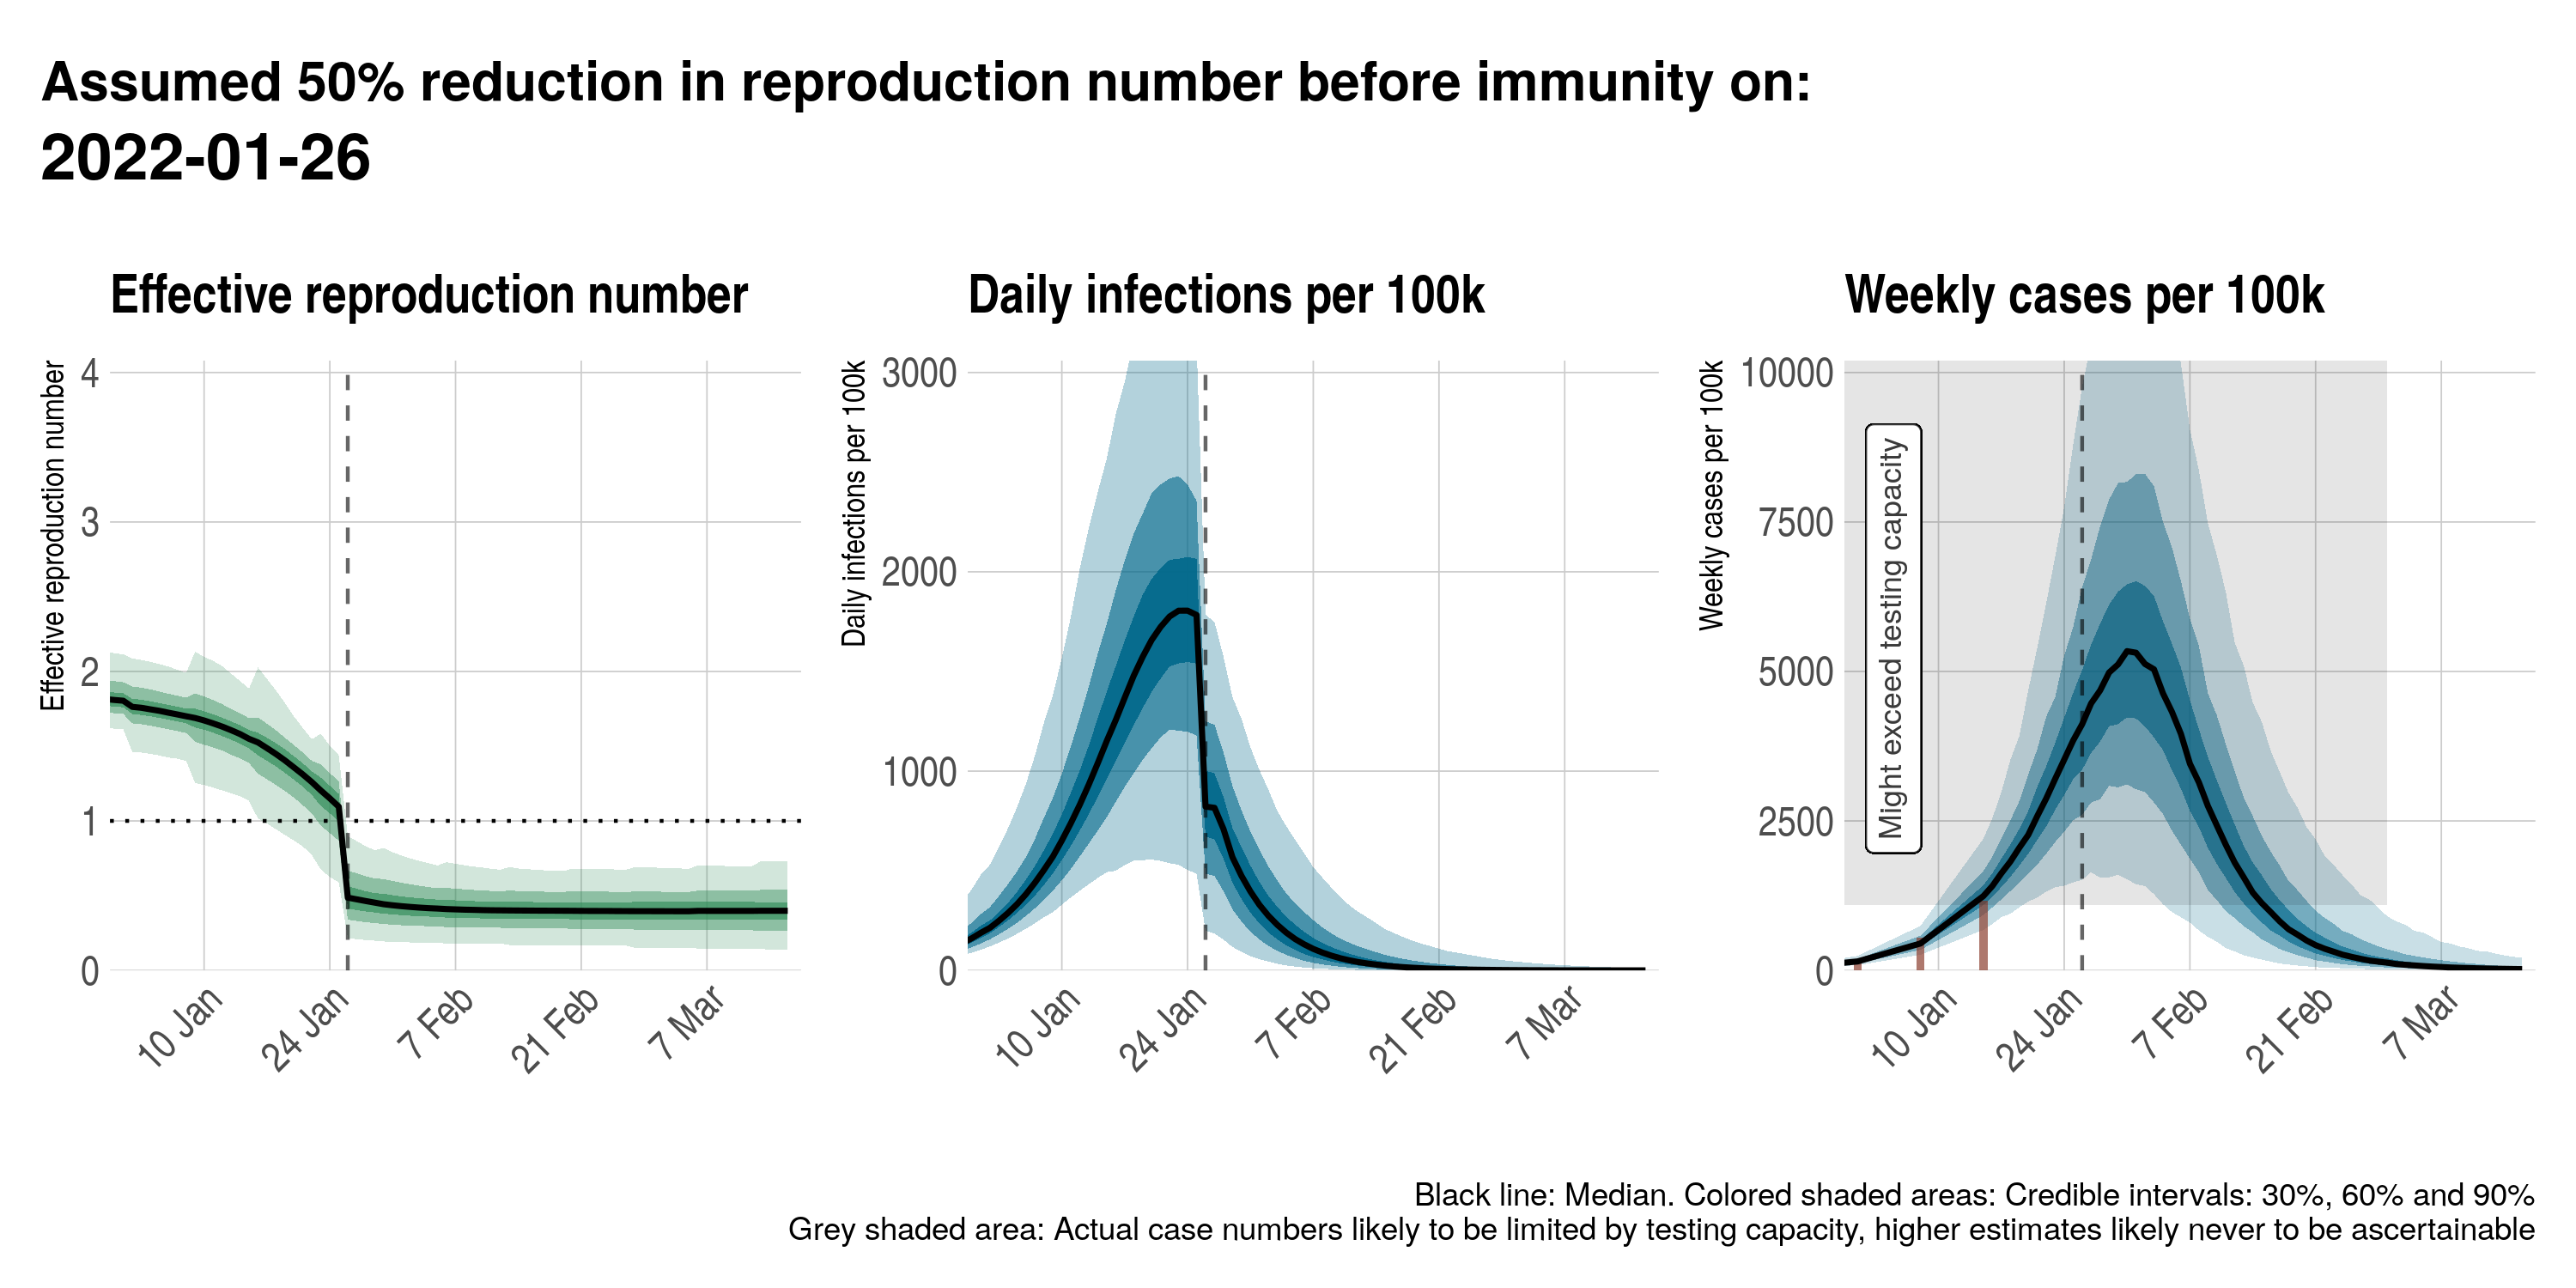 Assumed 50% reduction in reproduction number before immunity on:
2022-01-26
Effective reproduction number
Effective reproduction number
4
3
2
1
0
10 Jan
24 Jan
7 Feb
21 Feb
7 Mar
Daily infections per 100k
Daily infections per 100k
3000
2000
1000
0
10 Jan
24 Jan
7 Feb
21 Feb
7 Mar
Weekly cases per 100k
Weekly cases per 100k
10000
7500
5000
2500
0
Might exceed testing capacity
10 Jan
24 Jan
7 Feb
21 Feb
7 Mar
Black line: Median. Colored shaded areas: Credible intervals: 30%, 60% and 90%
Grey shaded area: Actual case numbers likely to be limited by testing capacity, higher estimates likely never to be ascertainable